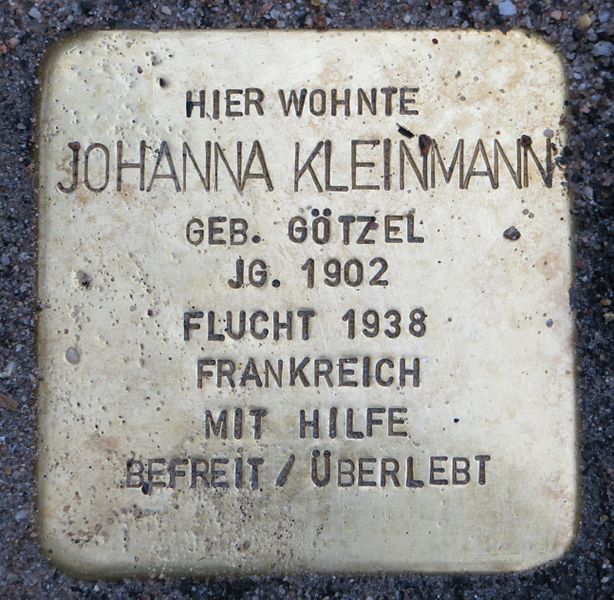 HIER WOHNTE
JOHANNA KLEINMANN
GEB. GÖTZEL
JG. 1902
FLUCHT 1938
FRANKREICH
MIT HILFE
BEFREIT / ÜBERLEBT